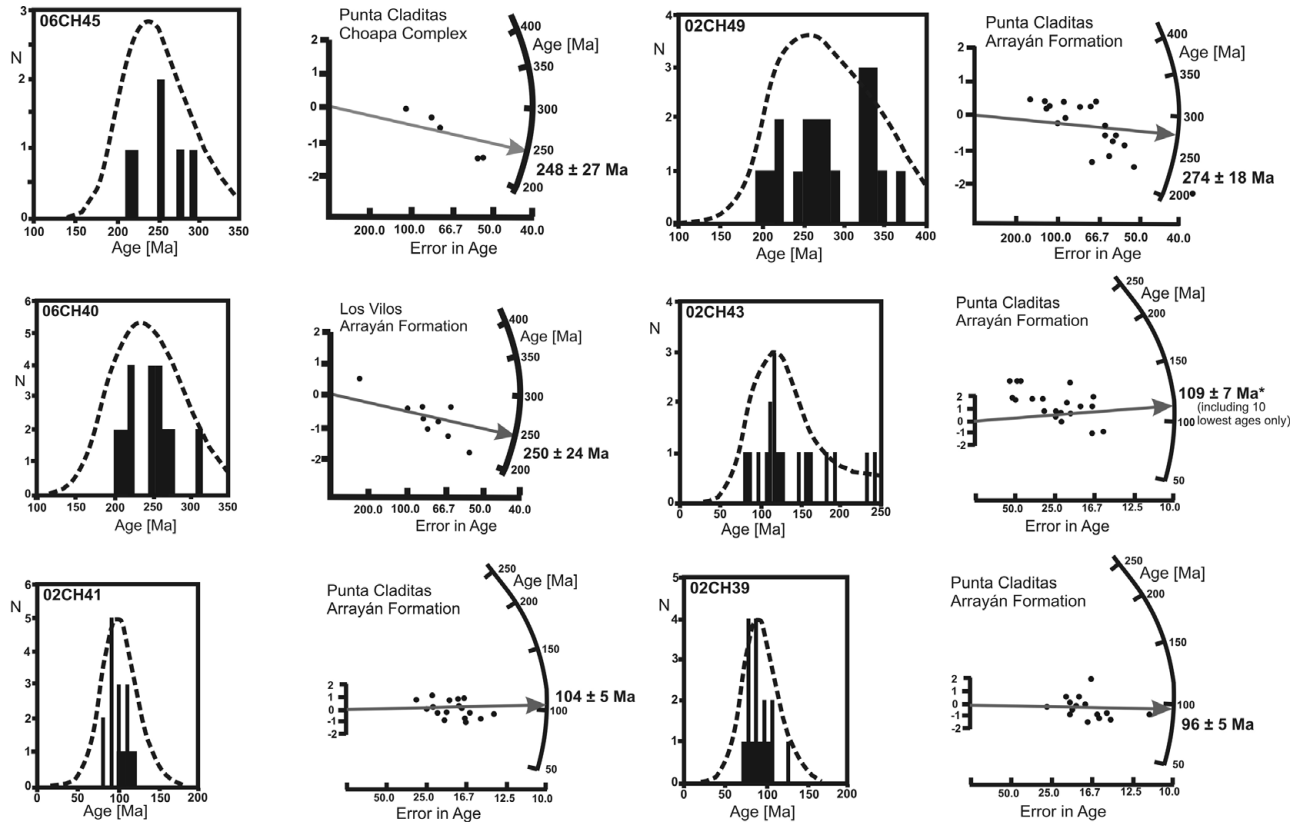 06CH45
3
N
2
1
0
100 150 200 250 300 350
Age [Ma]
Punta Claditas
Choapa Complex
2
1
0
-1
-2
200.0 100.0 66.7 50.0 40.0
Error in Age
Age [Ma]
400
350
300
250
200
248 ± 27 Ma
02CH49
4
N
3
2
1
0
100 200 300 400
Age [Ma]
Punta Claditas
Arrayán Formation
2
1
0
-1
-2
200.0 100.0 66.7 50.0 40.0
Error in Age
Age [Ma]
400
350
300
250
200
274 ± 18 Ma
06CH40
6
5
4
N
3
2
1
0
100 150 200 250 300 350
Age [Ma]
Los Vilos
Arrayán Formation
2
1
0
-1
-2
200.0 100.0 66.7 50.0 40.0
Error in Age
Age [Ma]
400
350
300
250
200
250 ± 24 Ma
02CH43
4
N
3
2
1
0
0 50 100 150 200 250
Age [Ma]
Punta Claditas
Arrayán Formation
2
1
0
-1
-2
50.0 25.0 16.7 12.5 10.0
Error in Age
Age [Ma]
250
200
150
100
50
109 ± 7 Ma*
(including 10
lowest ages only)
02CH41
6
N
5
4
3
2
1
0
0 50 100 150 200
Age [Ma]
Punta Claditas
Arrayán Formation
2
1
0
-1
-2
50.0 25.0 16.7 12.5 10.0
Error in Age
Age [Ma]
250
200
150
100
50
104 ± 5 Ma
02CH39
5
N
4
3
2
1
0
0 50 100 150 200
Age [Ma]
Punta Claditas
Arrayán Formation
2
1
0
-1
-2
50.0 25.0 16.7 12.5 10.0
Error in Age
Age [Ma]
250
200
150
100
50
96 ± 5 Ma